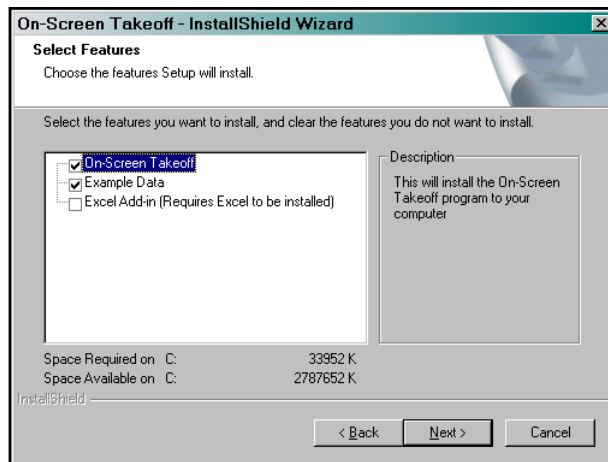 On-Screen Takeoff - InstallShield Wizard
Select Features
Choose the features Setup will install.
Select the features you want to install, and clear the features you do not want to install.
On-Screen Takeoff
Example Data
Excel Add-in (Requires Excel to be installed)
Description
This will install the On-Screen
Takeoff program to your
computer
Space Required on C: 33952 K
Space Available on C: 2787652 K
InstallShield
< Back Next > Cancel